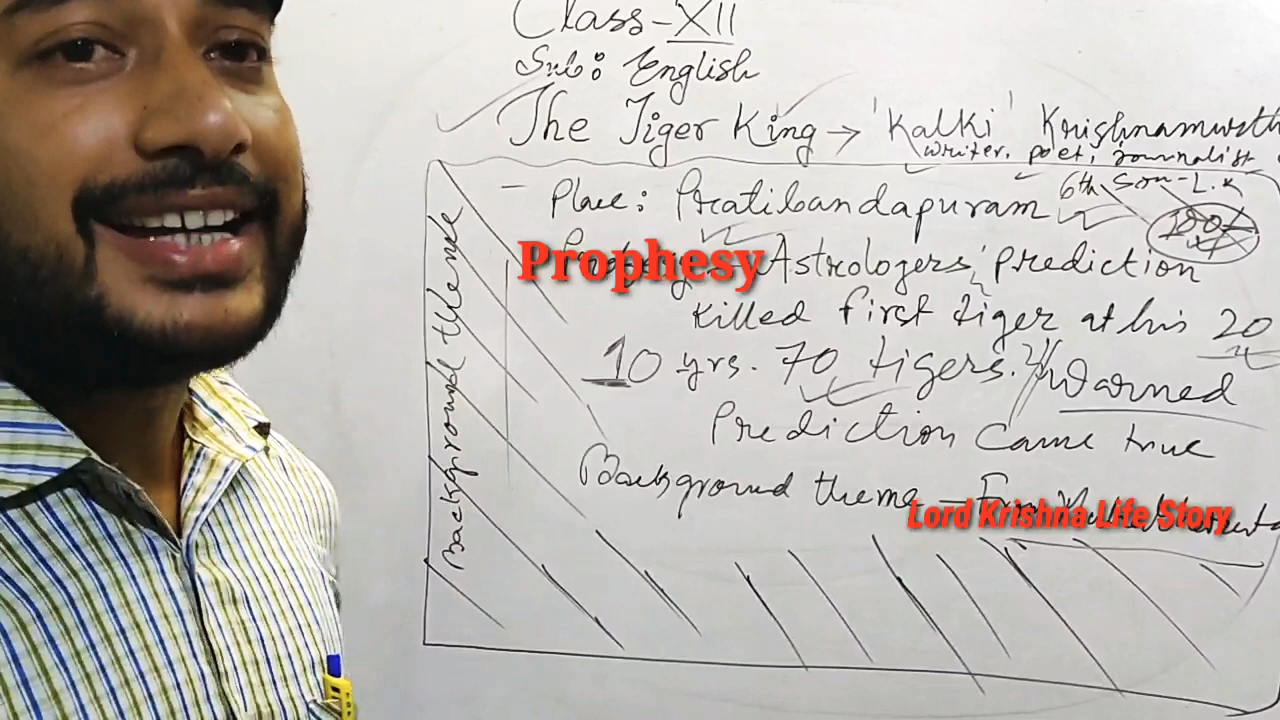 Class-XII
Sub: English
The Tiger King → 'Kalki' Krishnamurth
writer, poet, journalist
- Place: Pratibandapuram 6th Son-L.K
Prophesy Astrologers' prediction
killed first tiger at his 20
10 yrs. 70 tigers. Warned
Prediction came true
Background theme - From
Lord Krishna Life Story
Background theme